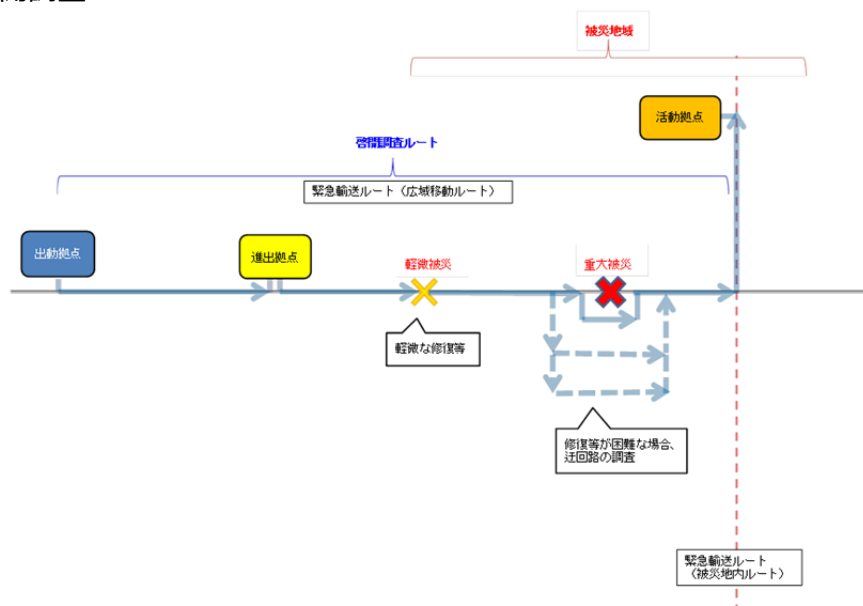 被災地域
活動拠点
啓開調査ルート
緊急輸送ルート（広域移動ルート）
出動拠点
進出拠点
軽微被災
重大被災
軽微な修復等
修復等が困難な場合、
迂回路の調査
緊急輸送ルート
（被災地内ルート）